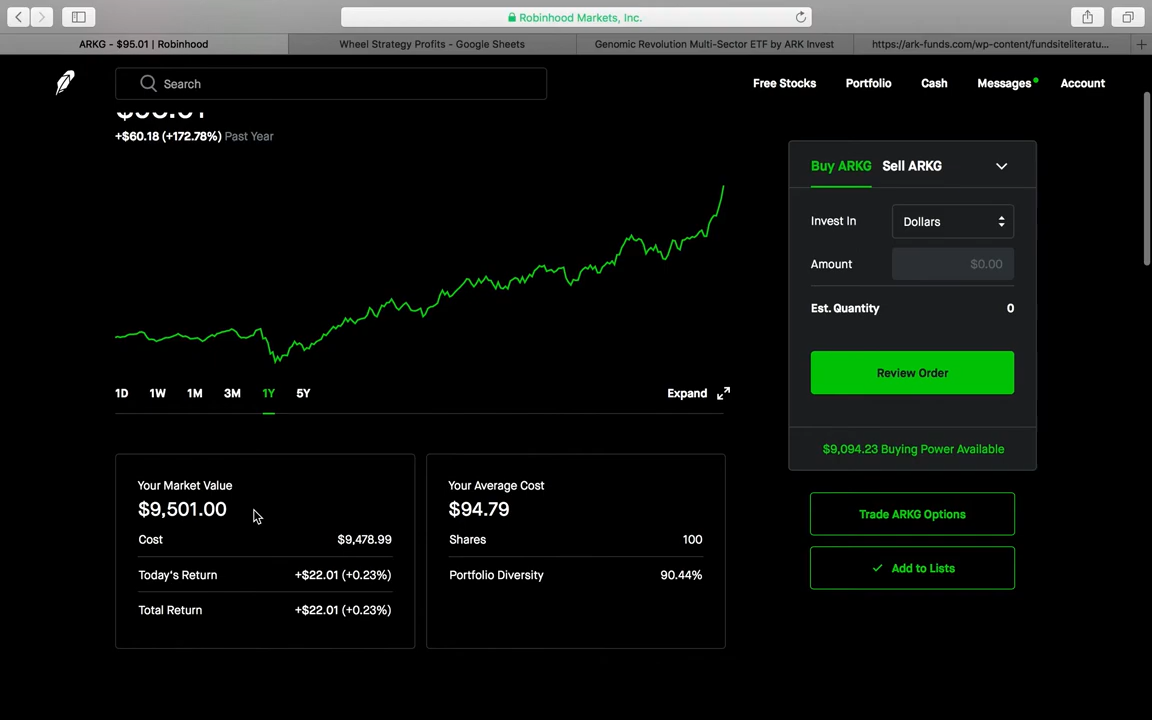 Robinhood Markets, Inc.
ARKG - $95.01 | Robinhood
Wheel Strategy Profits - Google Sheets
Genomic Revolution Multi-Sector ETF by ARK Invest
https://ark-funds.com/wp-content/fundsiteliteratu...
Search
Free Stocks
Portfolio
Cash
Messages
Account
+$60.18 (+172.78%) Past Year
Buy ARKG
Sell ARKG
Invest In
Dollars
Amount
$0.00
Est. Quantity
0
Review Order
$9,094.23 Buying Power Available
1D
1W
1M
3M
1Y
5Y
Expand
Your Market Value
$9,501.00
Cost
$9,478.99
Today's Return
+$22.01 (+0.23%)
Total Return
+$22.01 (+0.23%)
Your Average Cost
$94.79
Shares
100
Portfolio Diversity
90.44%
Trade ARKG Options
Add to Lists